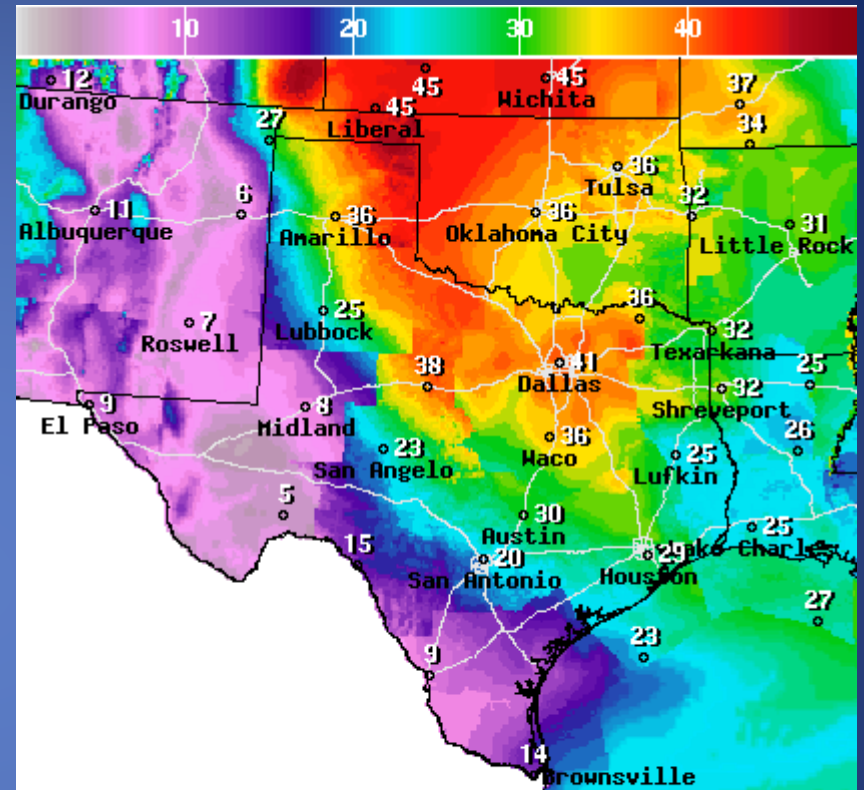 10 20 30 40
12 Durango
45
45 Wichita
37
45 Liberal
27
34
36 Tulsa
11 Albuquerque
6
36 Amarillo
36 Oklahoma City
32
31 Little Rock
7 Roswell
25 Lubbock
36
32 Texarkana
41 Dallas
38
32 Shreveport
25
9 El Paso
8 Midland
23 San Angelo
36 Waco
25 Lufkin
26
5
30 Austin
25
15
20 San Antonio
29 Houston
Lake Charles
27
23
9
14 Brownsville